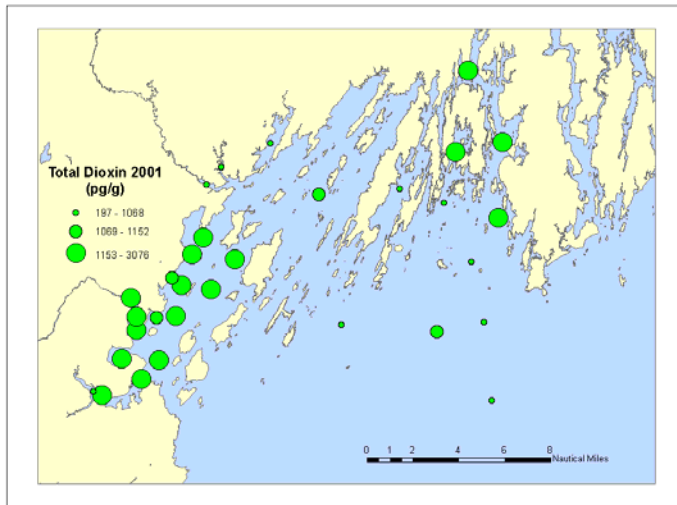 Total Dioxin 2001
(pg/g)
197 - 1068
1069 - 1152
1153 - 3076
0 1 2 4 6 8
Nautical Miles